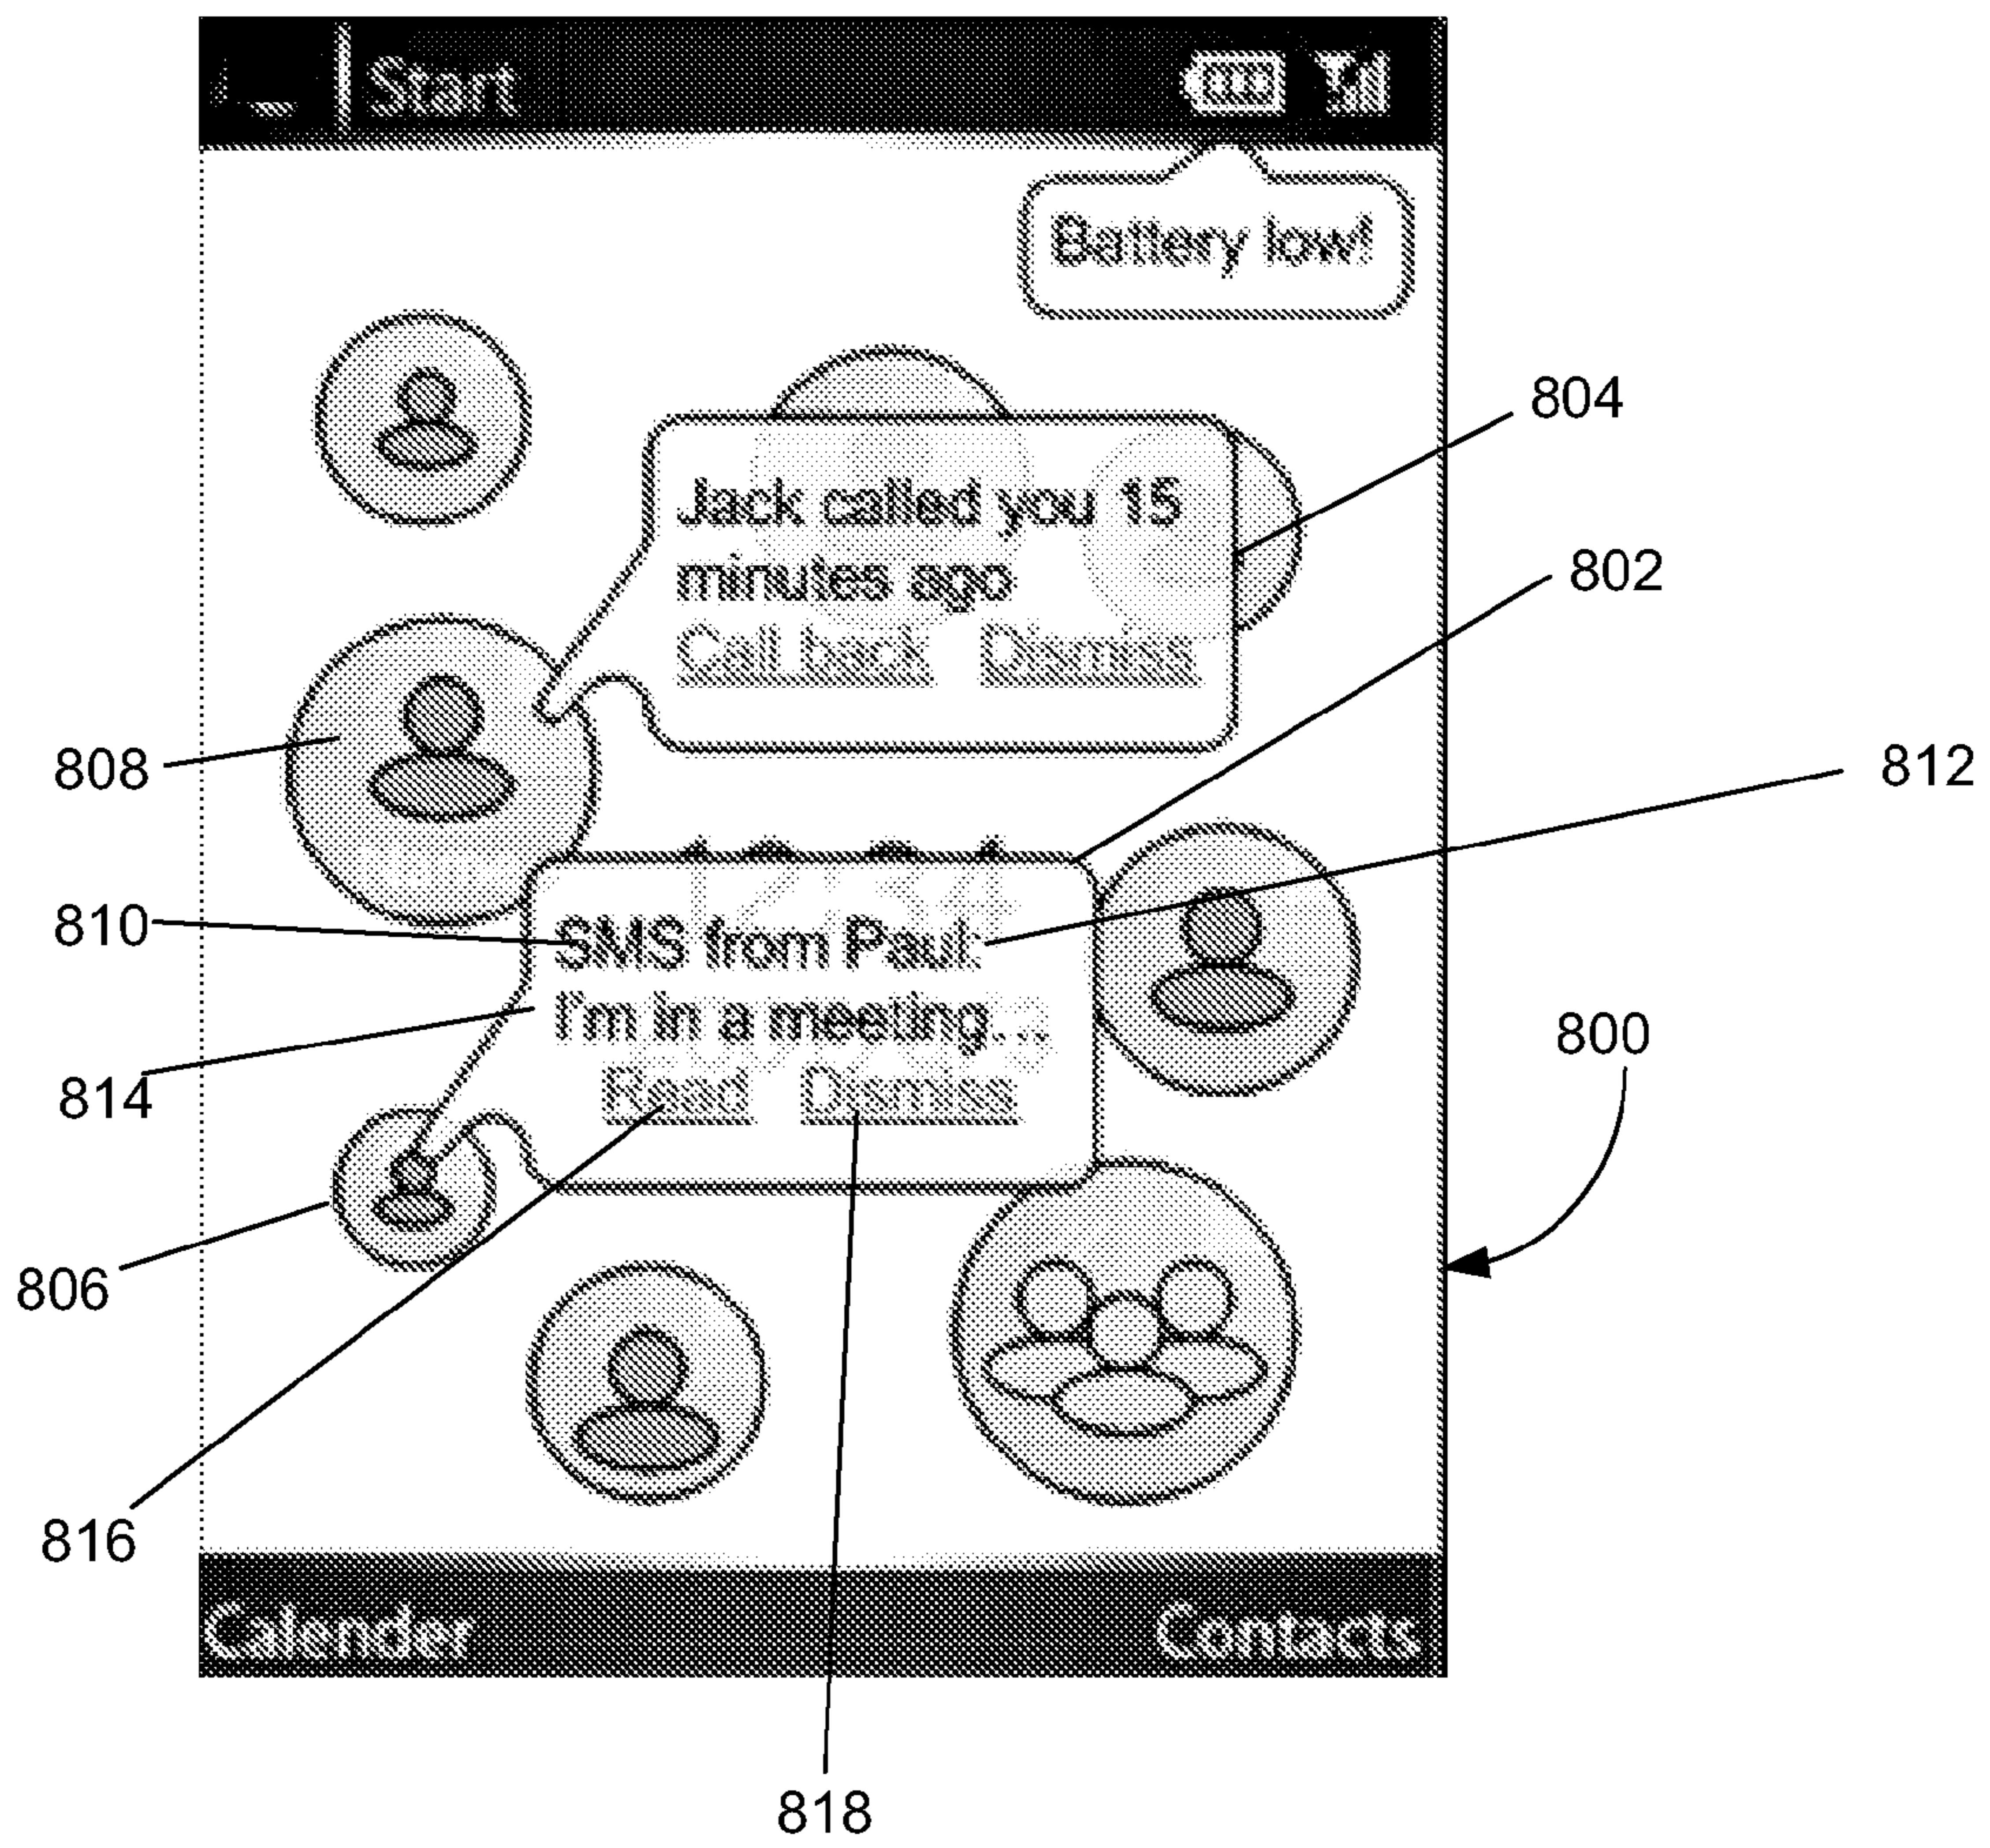 Start
Battery low!
804
Jack called you 15
minutes ago
Call back Dismiss
802
808
812
810
SMS from Paul:
I'm in a meeting...
814
Read Dismiss
800
806
816
Calender Contacts
818